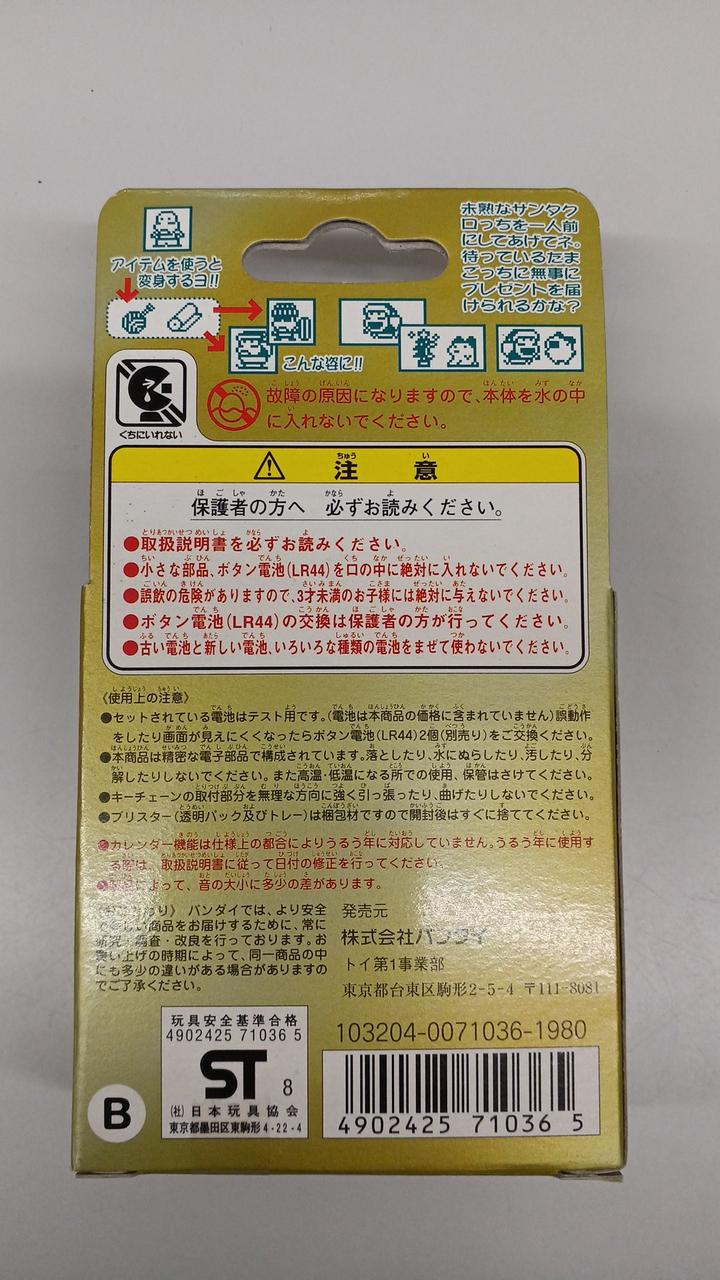 未熟なサンタク
ロっちを一人前
にしてあげてネ。
待っているたま
ごっちに無事に
プレゼントを届
けられるかな?
アイテムを使うと
変身するヨ!!
こんな姿に!!
くちにいれない
故障の原因になりますので、本体を水の中
に入れないでください。
注意
保護者の方へ 必ずお読みください。
●取扱説明書を必ずお読みください。
●小さな部品、ボタン電池(LR44)を口の中に絶対に入れないでください。
●誤飲の危険がありますので、3才未満のお子様には絶対に与えないでください。
●ボタン電池(LR44)の交換は保護者の方が行ってください。
●古い電池と新しい電池、いろいろな種類の電池をまぜて使わないでください。
《使用上の注意》
●セットされている電池はテスト用です。(電池は本商品の価格に含まれていません)誤動作
をしたり画面が見えにくくなったらボタン電池(LR44)2個(別売り)をご交換ください。
●本商品は精密な電子部品で構成されています。落としたり、水にぬらしたり、汚したり、分
解したりしないでください。また高温・低温になる所での使用、保管はさけてください。
●キーチェーンの取付部分を無理な方向に強く引っ張ったり、曲げたりしないでください。
●ブリスター(透明パック及びトレー)は梱包材ですので開封後はすぐに捨ててください。
●カレンダー機能は仕様上の都合によりうるう年に対応していません。うるう年に使用す
る際は、取扱説明書に従って日付の修正を行ってください。
●製品によって、音の大小に多少の差があります。
バンダイでは、より安全
で楽しい商品をお届けするために、常に
研究・調査・改良を行っております。お
買い上げの時期によって、同一商品の中
にも多少の違いがある場合がありますの
でご了承ください。
発売元
株式会社バンダイ
トイ第1事業部
東京都台東区駒形2-5-4 〒111-8081
玩具安全基準合格
4902425 71036 5
ST 8
(社)日本玩具協会
東京都墨田区東駒形4-22-4
B
103204-0071036-1980
4902425 71036 5